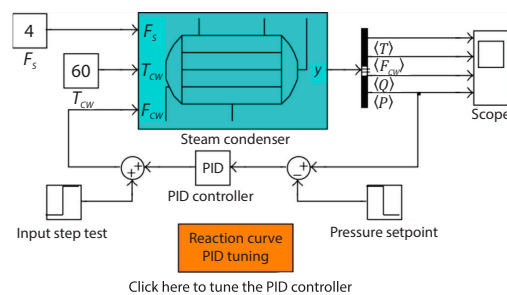 4
F_S
60
T_CW
F_S
T_CW
F_CW
y
Steam condenser
⟨T⟩
⟨F_CW⟩
⟨Q⟩
⟨P⟩
Scope
+
+
PID
PID controller
+
−
Input step test
Pressure setpoint
Reaction curve
PID tuning
Click here to tune the PID controller